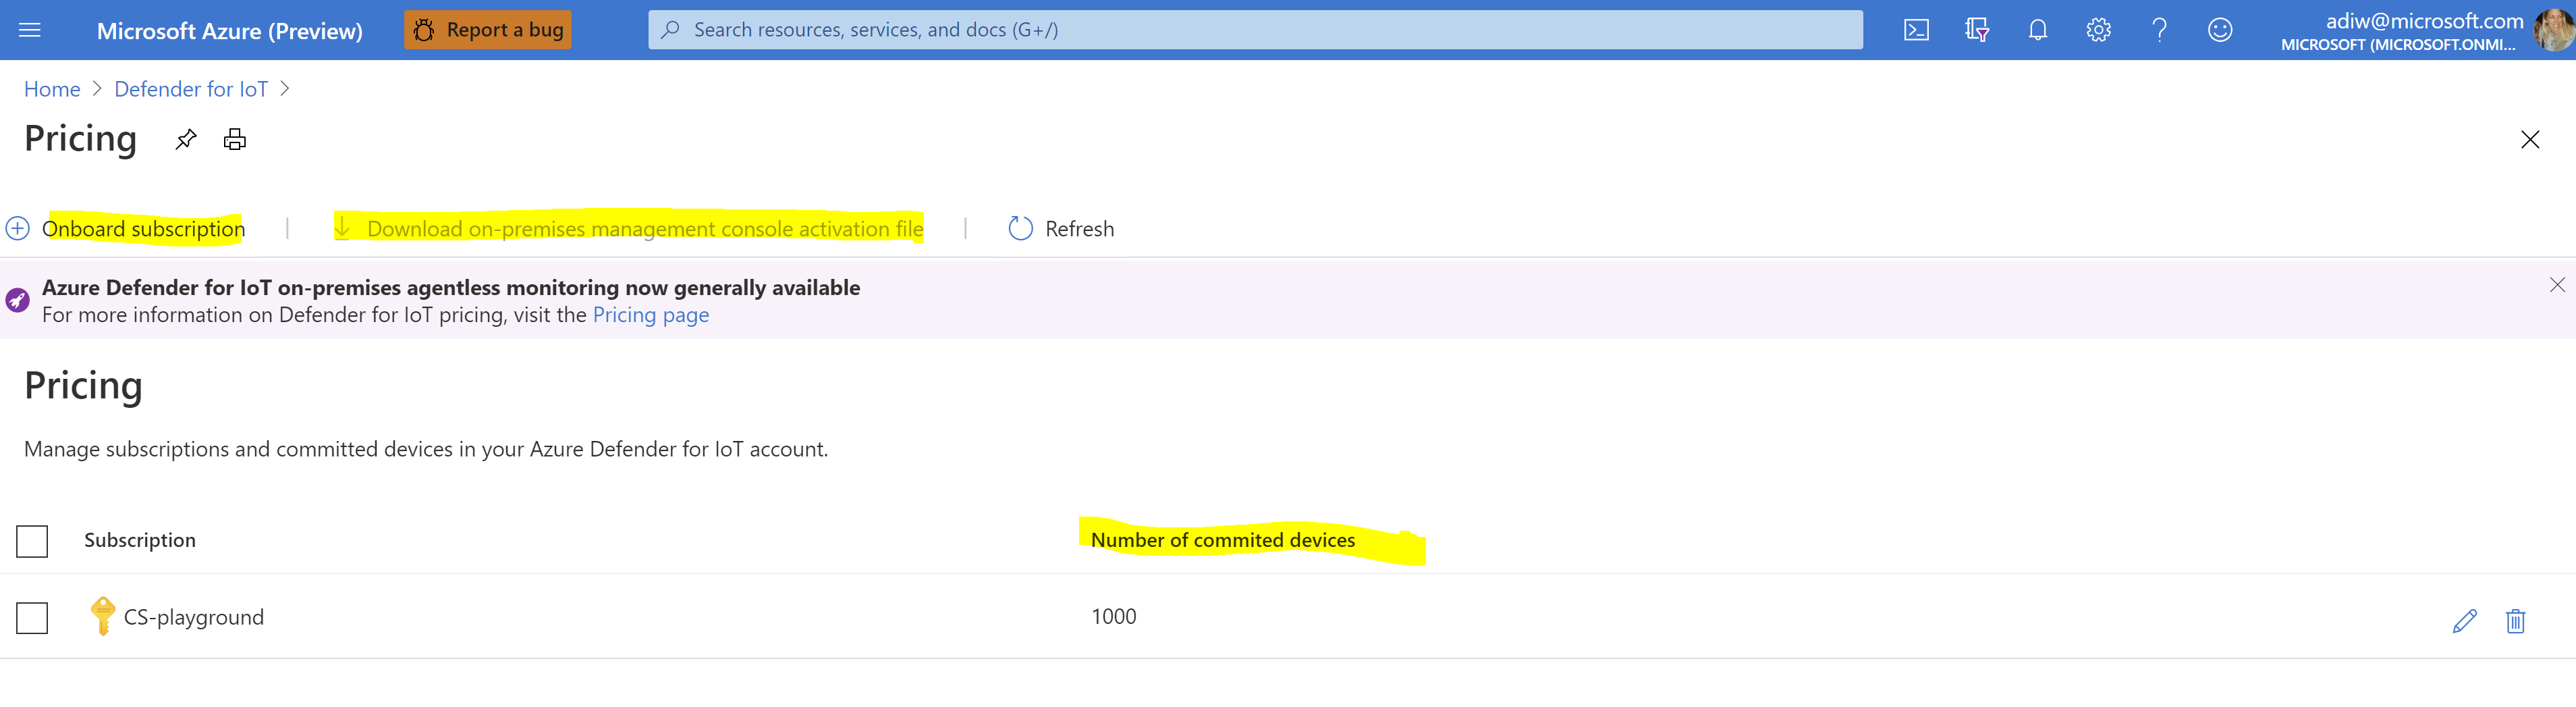 Microsoft Azure (Preview)
Report a bug
Search resources, services, and docs (G+/)
adiw@microsoft.com
MICROSOFT (MICROSOFT.ONMI...
Home > Defender for IoT >
Pricing
Onboard subscription
Download on-premises management console activation file
Refresh
Azure Defender for IoT on-premises agentless monitoring now generally available
For more information on Defender for IoT pricing, visit the Pricing page
Pricing
Manage subscriptions and committed devices in your Azure Defender for IoT account.
Subscription
Number of commited devices
CS-playground
1000